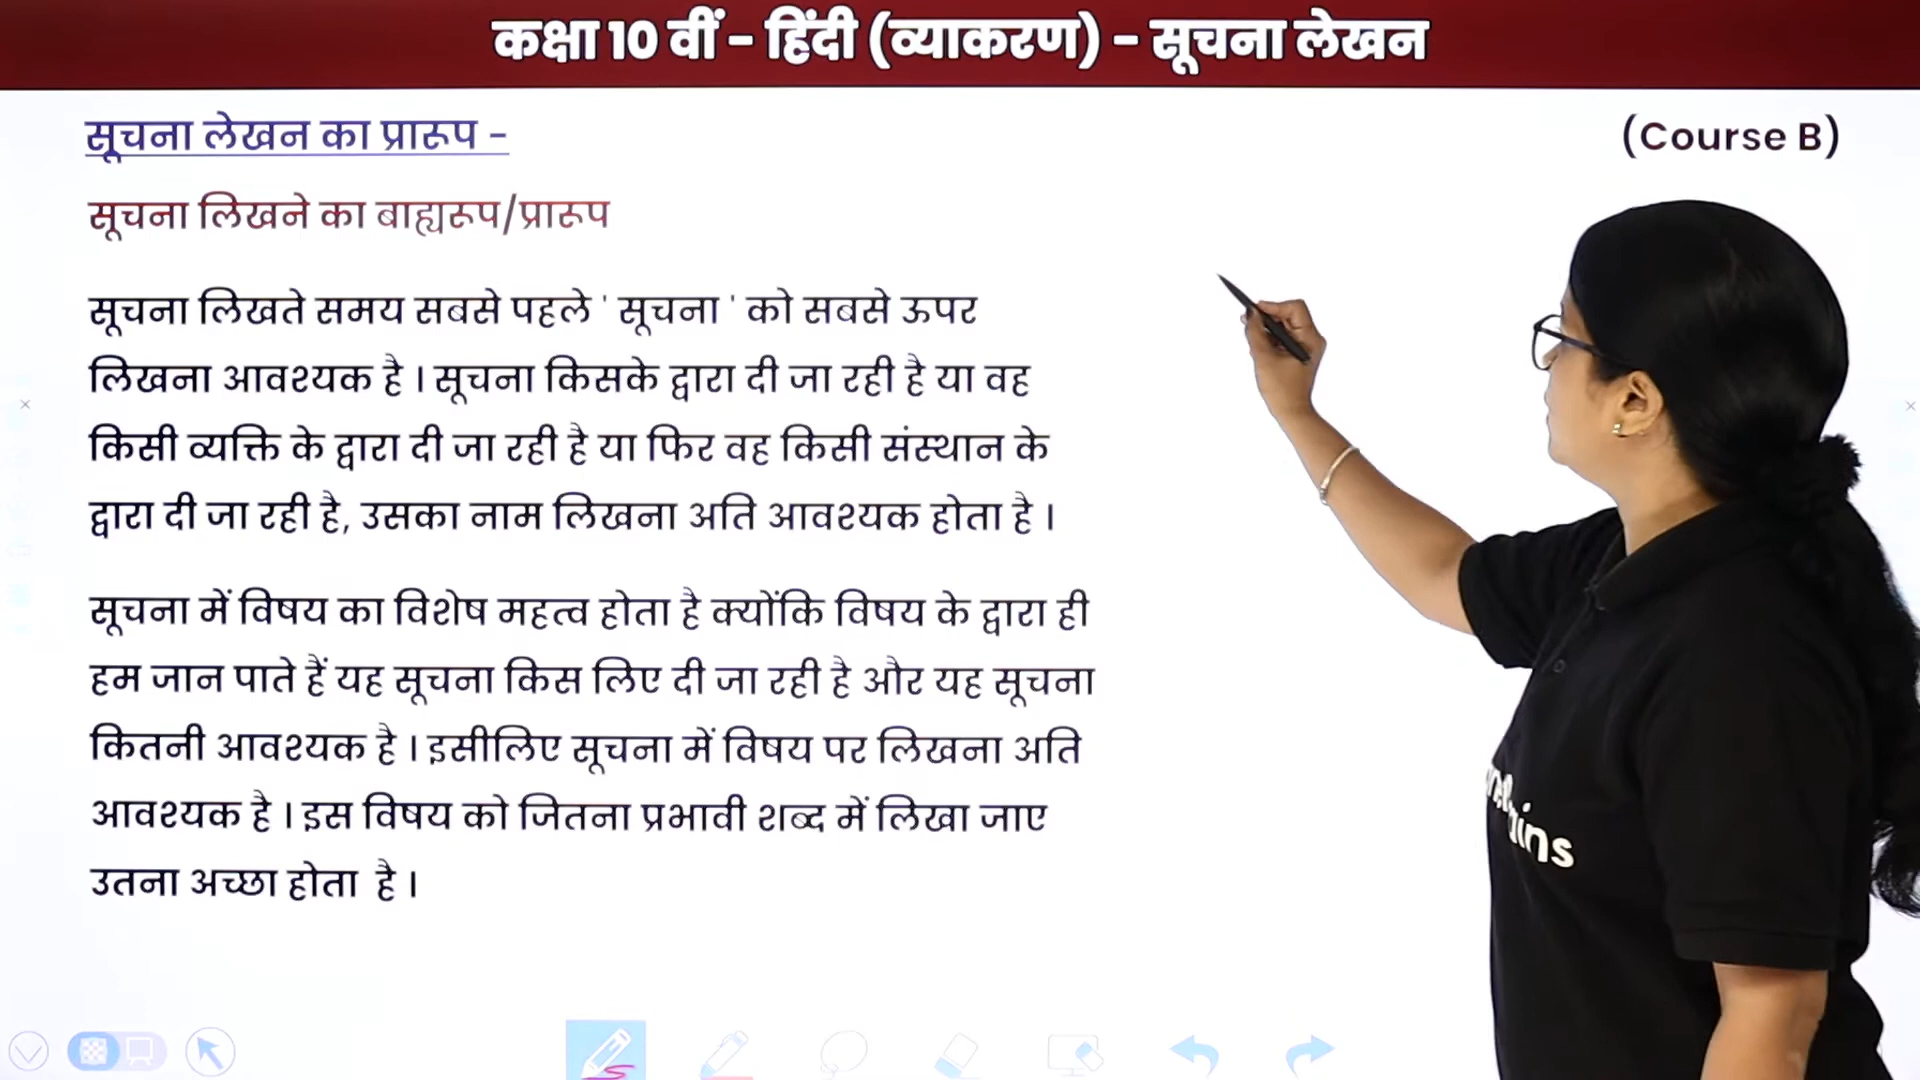 कक्षा 10 वीं - हिंदी (व्याकरण) - सूचना लेखन
सूचना लेखन का प्रारूप -
(Course B)
सूचना लिखने का बाह्यरूप/प्रारूप
सूचना लिखते समय सबसे पहले ' सूचना ' को सबसे ऊपर
लिखना आवश्यक है । सूचना किसके द्वारा दी जा रही है या वह
किसी व्यक्ति के द्वारा दी जा रही है या फिर वह किसी संस्थान के
द्वारा दी जा रही है, उसका नाम लिखना अति आवश्यक होता है ।
सूचना में विषय का विशेष महत्व होता है क्योंकि विषय के द्वारा ही
हम जान पाते हैं यह सूचना किस लिए दी जा रही है और यह सूचना
कितनी आवश्यक है । इसीलिए सूचना में विषय पर लिखना अति
आवश्यक है । इस विषय को जितना प्रभावी शब्द में लिखा जाए
उतना अच्छा होता है ।